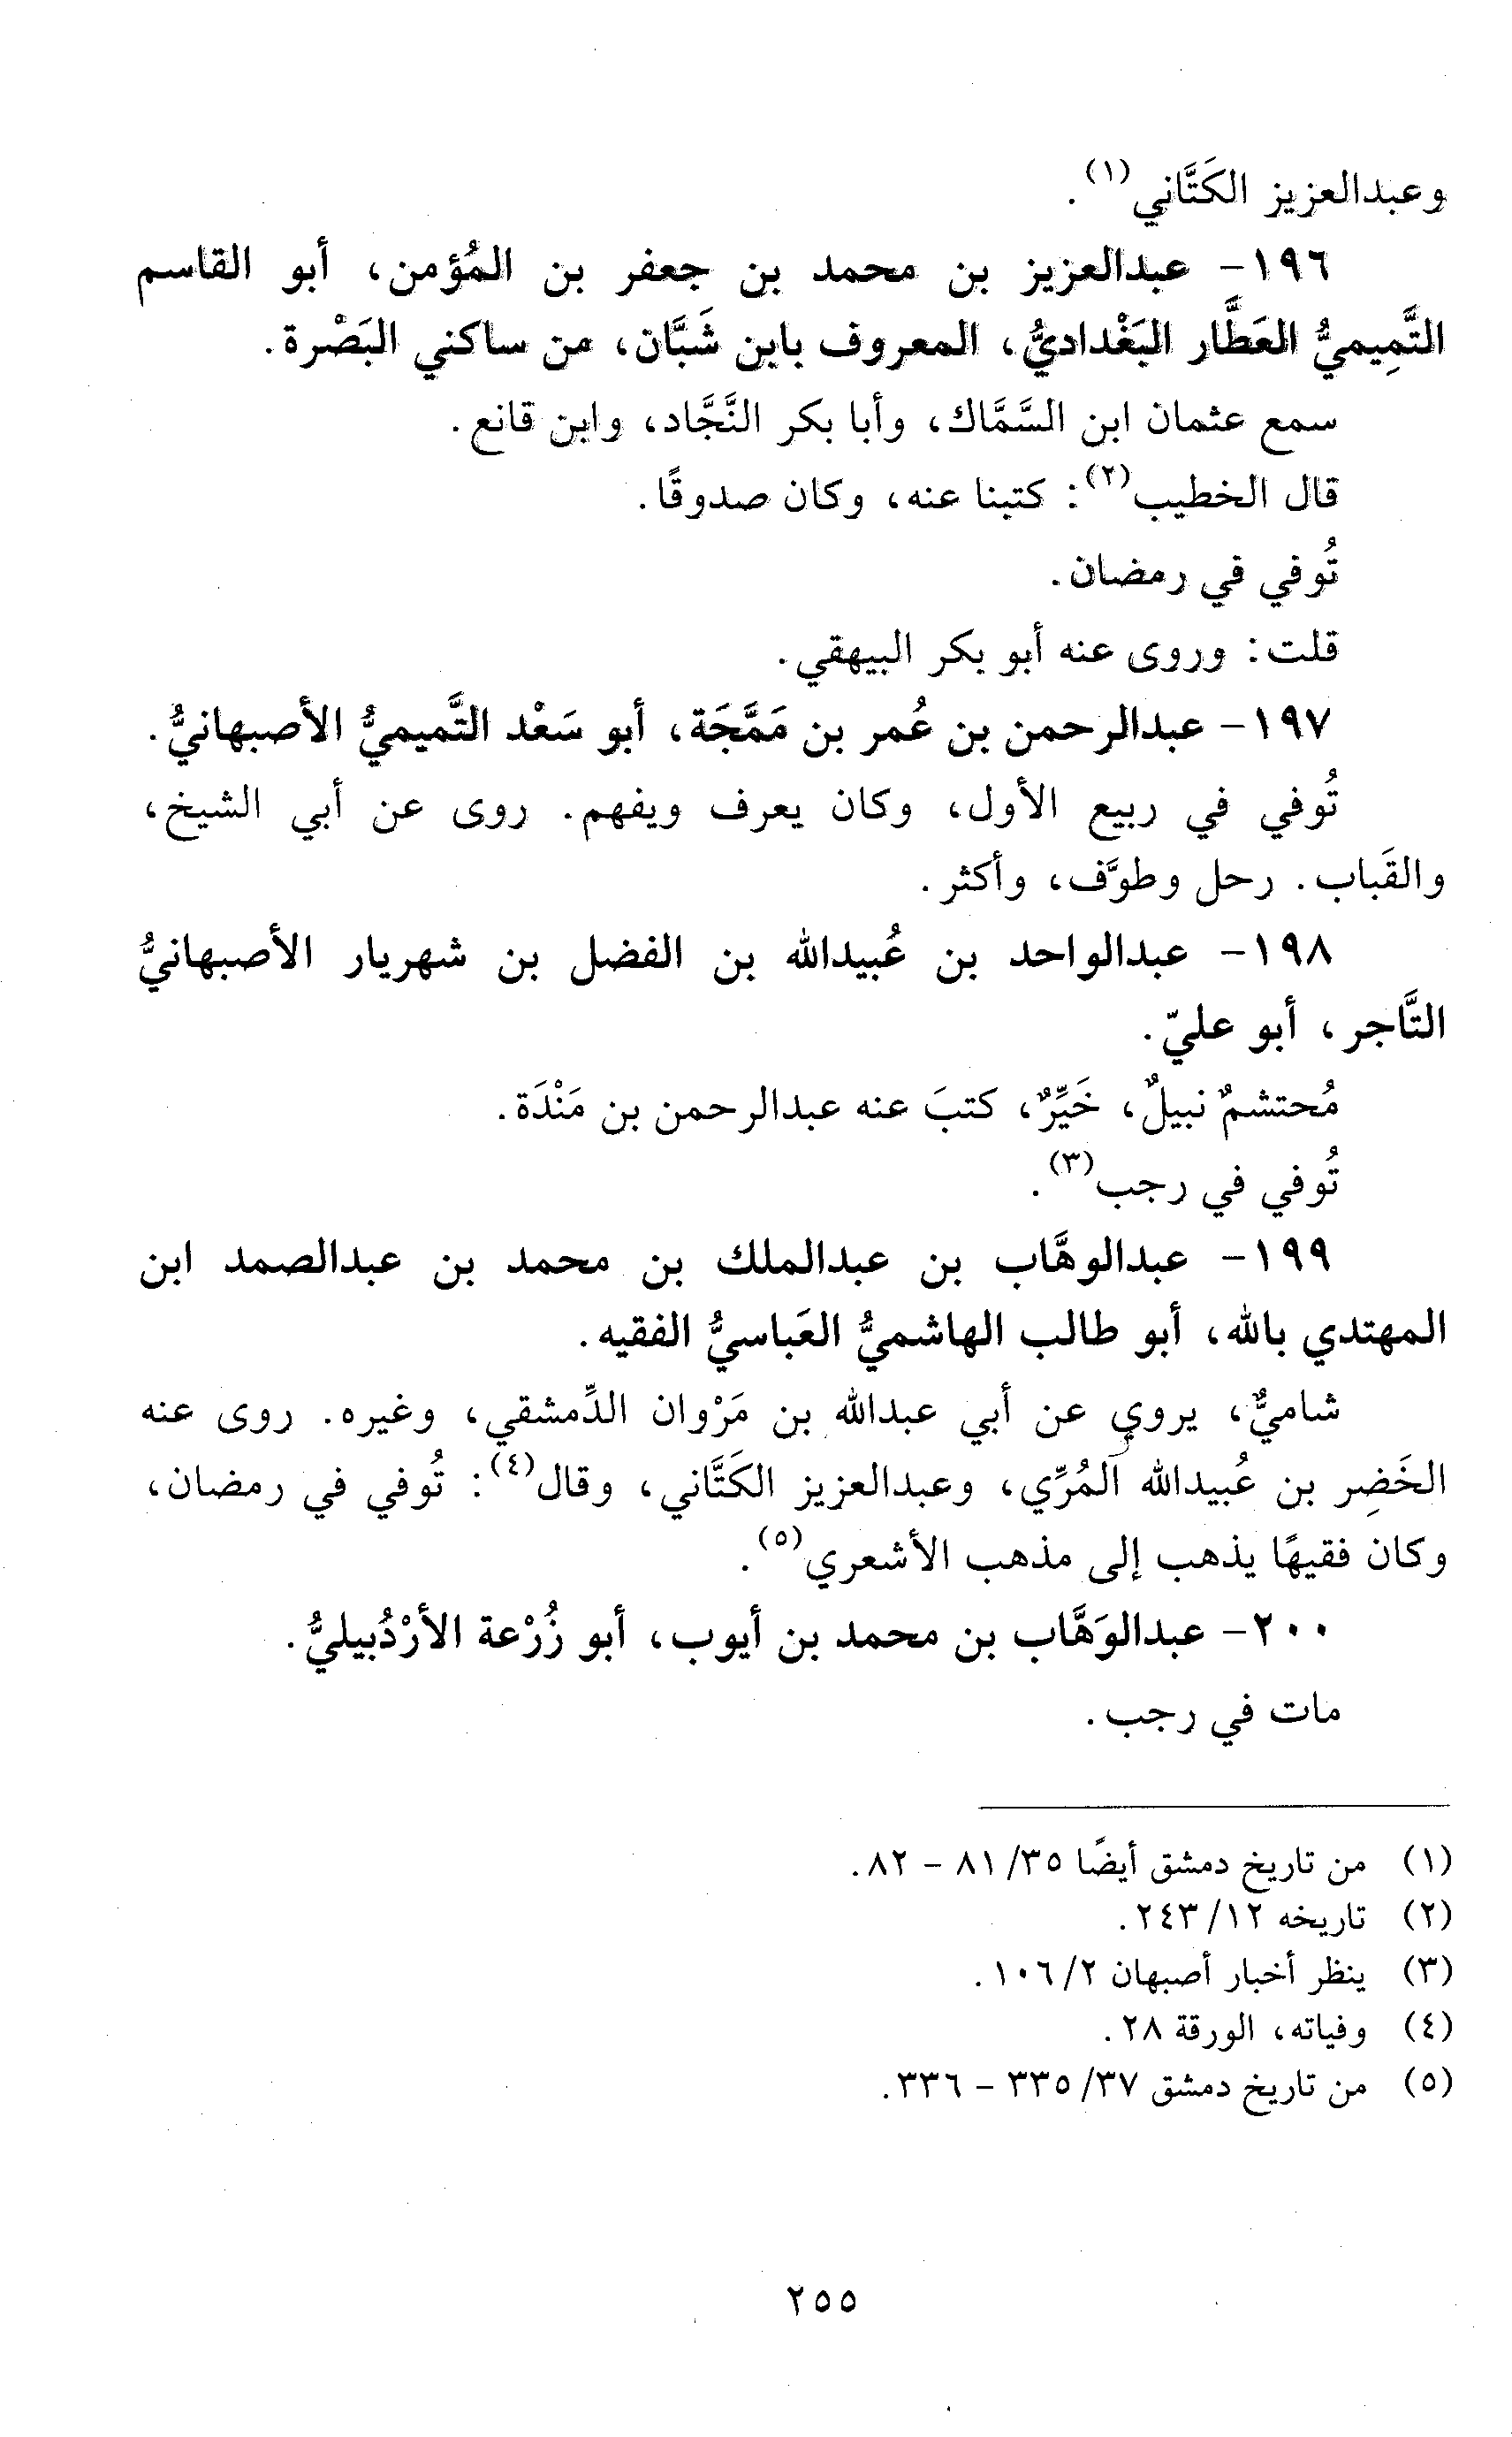 وعبدالعزيز الكَتَّاني(١).
١٩٦- عبدالعزيز بن محمد بن جعفر بن المُؤمن، أبو القاسم
التَّمِيميُّ العَطَّار البَغْداديُّ، المعروف بابن شَبَّان، من ساكني البَصْرة.
سمع عثمان ابن السَّمَّاك، وأبا بكر النَّجَّاد، وابن قانع.
قال الخطيب(٢): كتبنا عنه، وكان صدوقًا.
تُوفي في رمضان.
قلت: وروى عنه أبو بكر البيهقي.
١٩٧- عبدالرحمن بن عُمر بن مَمَّجَة، أبو سَعْد التَّميميُّ الأصبهانيُّ.
تُوفي في ربيع الأول، وكان يعرف ويفهم. روى عن أبي الشيخ،
والقَباب. رحل وطوَّف، وأكثر.
١٩٨- عبدالواحد بن عُبيدالله بن الفضل بن شهريار الأصبهانيُّ
التَّاجر، أبو عليّ.
مُحتشمٌ نبيلٌ، خَيِّرٌ، كتبَ عنه عبدالرحمن بن مَنْدَة.
تُوفي في رجب(٣).
١٩٩- عبدالوهَّاب بن عبدالملك بن محمد بن عبدالصمد ابن
المهتدي بالله، أبو طالب الهاشميُّ العَباسيُّ الفقيه.
شاميٌّ، يروي عن أبي عبدالله بن مَرْوان الدِّمشقي، وغيره. روى عنه
الخَضِر بن عُبيدالله المُرِّي، وعبدالعزيز الكَتَّاني، وقال(٤): تُوفي في رمضان،
وكان فقيهًا يذهب إلى مذهب الأشعري(٥).
٢٠٠- عبدالوَهَّاب بن محمد بن أيوب، أبو زُرْعة الأرْدُبيليُّ.
مات في رجب.
(١) من تاريخ دمشق أيضًا ٣٥/ ٨١ - ٨٢.
(٢) تاريخه ١٢/ ٢٤٣.
(٣) ينظر أخبار أصبهان ٢/ ١٠٦.
(٤) وفياته، الورقة ٢٨.
(٥) من تاريخ دمشق ٣٧/ ٣٣٥ - ٣٣٦.
٢٥٥